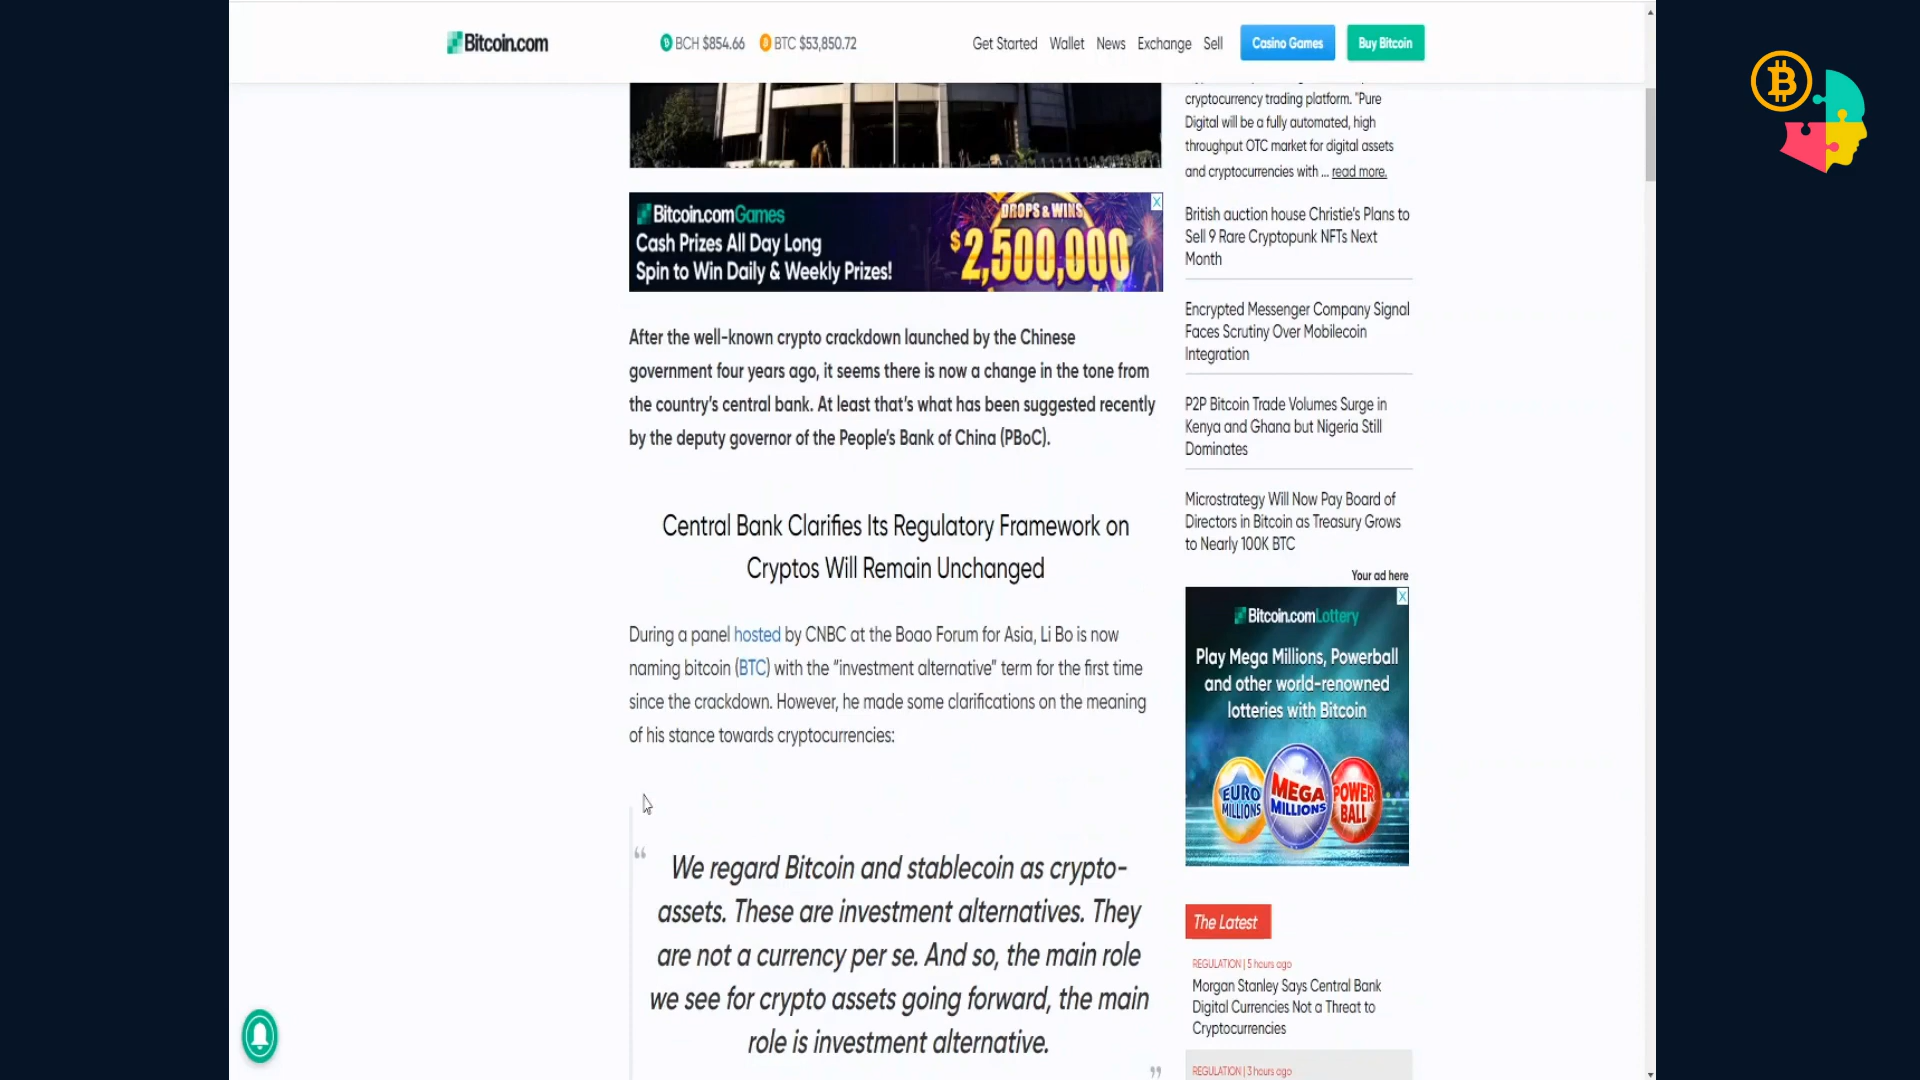 Bitcoin.com
BCH $854.66 BTC $53,850.72
Get Started Wallet News Exchange Sell Casino Games Buy Bitcoin
Bitcoin.comGames
Cash Prizes All Day Long
Spin to Win Daily & Weekly Prizes!
DROPS & WINS
$2,500,000
After the well-known crypto crackdown launched by the Chinese
government four years ago, it seems there is now a change in the tone from
the country's central bank. At least that's what has been suggested recently
by the deputy governor of the People's Bank of China (PBoC).
Central Bank Clarifies Its Regulatory Framework on
Cryptos Will Remain Unchanged
During a panel hosted by CNBC at the Boao Forum for Asia, Li Bo is now
naming bitcoin (BTC) with the “investment alternative” term for the first time
since the crackdown. However, he made some clarifications on the meaning
of his stance towards cryptocurrencies:
“
We regard Bitcoin and stablecoin as crypto-
assets. These are investment alternatives. They
are not a currency per se. And so, the main role
we see for crypto assets going forward, the main
role is investment alternative.
”
cryptocurrency trading platform. "Pure
Digital will be a fully automated, high
throughput OTC market for digital assets
and cryptocurrencies with ... read more.
British auction house Christie's Plans to
Sell 9 Rare Cryptopunk NFTs Next
Month
Encrypted Messenger Company Signal
Faces Scrutiny Over Mobilecoin
Integration
P2P Bitcoin Trade Volumes Surge in
Kenya and Ghana but Nigeria Still
Dominates
Microstrategy Will Now Pay Board of
Directors in Bitcoin as Treasury Grows
to Nearly 100K BTC
Your ad here
Bitcoin.comLottery
Play Mega Millions, Powerball
and other world-renowned
lotteries with Bitcoin
EURO
MILLIONS
MEGA
MILLIONS
POWER
BALL
The Latest
REGULATION | 5 hours ago
Morgan Stanley Says Central Bank
Digital Currencies Not a Threat to
Cryptocurrencies
REGULATION | 3 hours ago